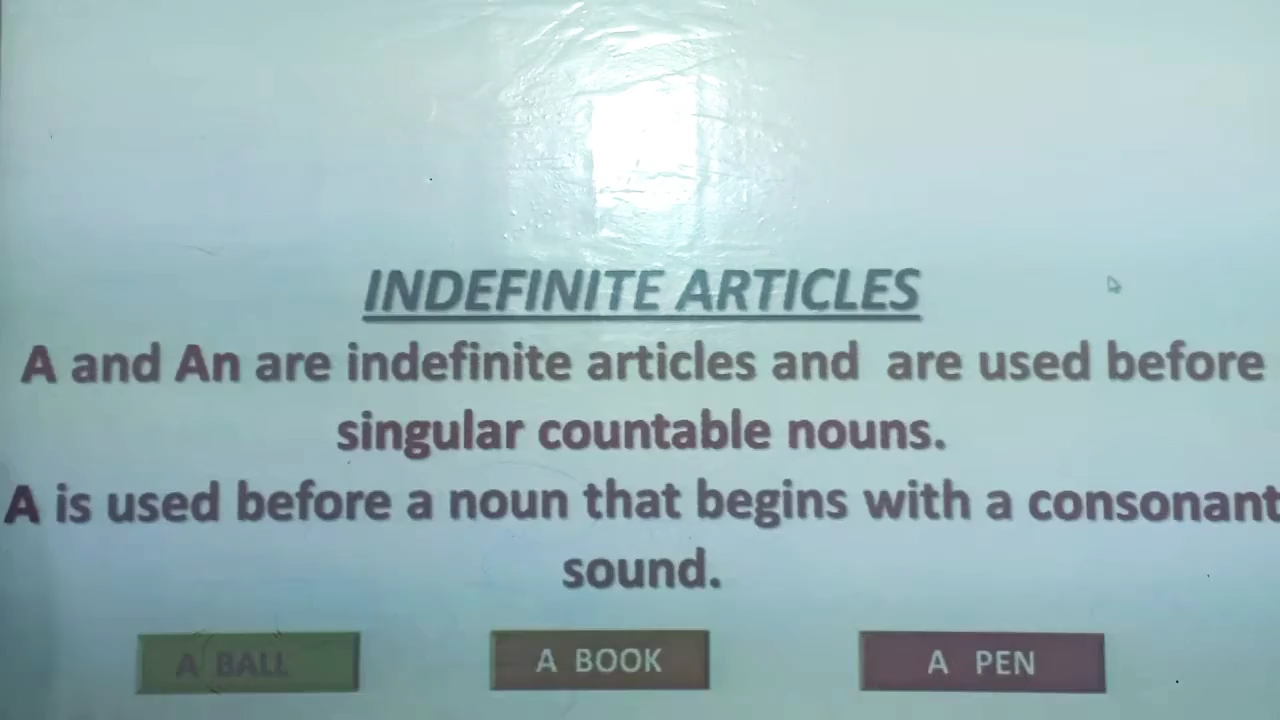 INDEFINITE ARTICLES
A and An are indefinite articles and are used before
singular countable nouns.
A is used before a noun that begins with a consonant
sound.
A BALL A BOOK A PEN